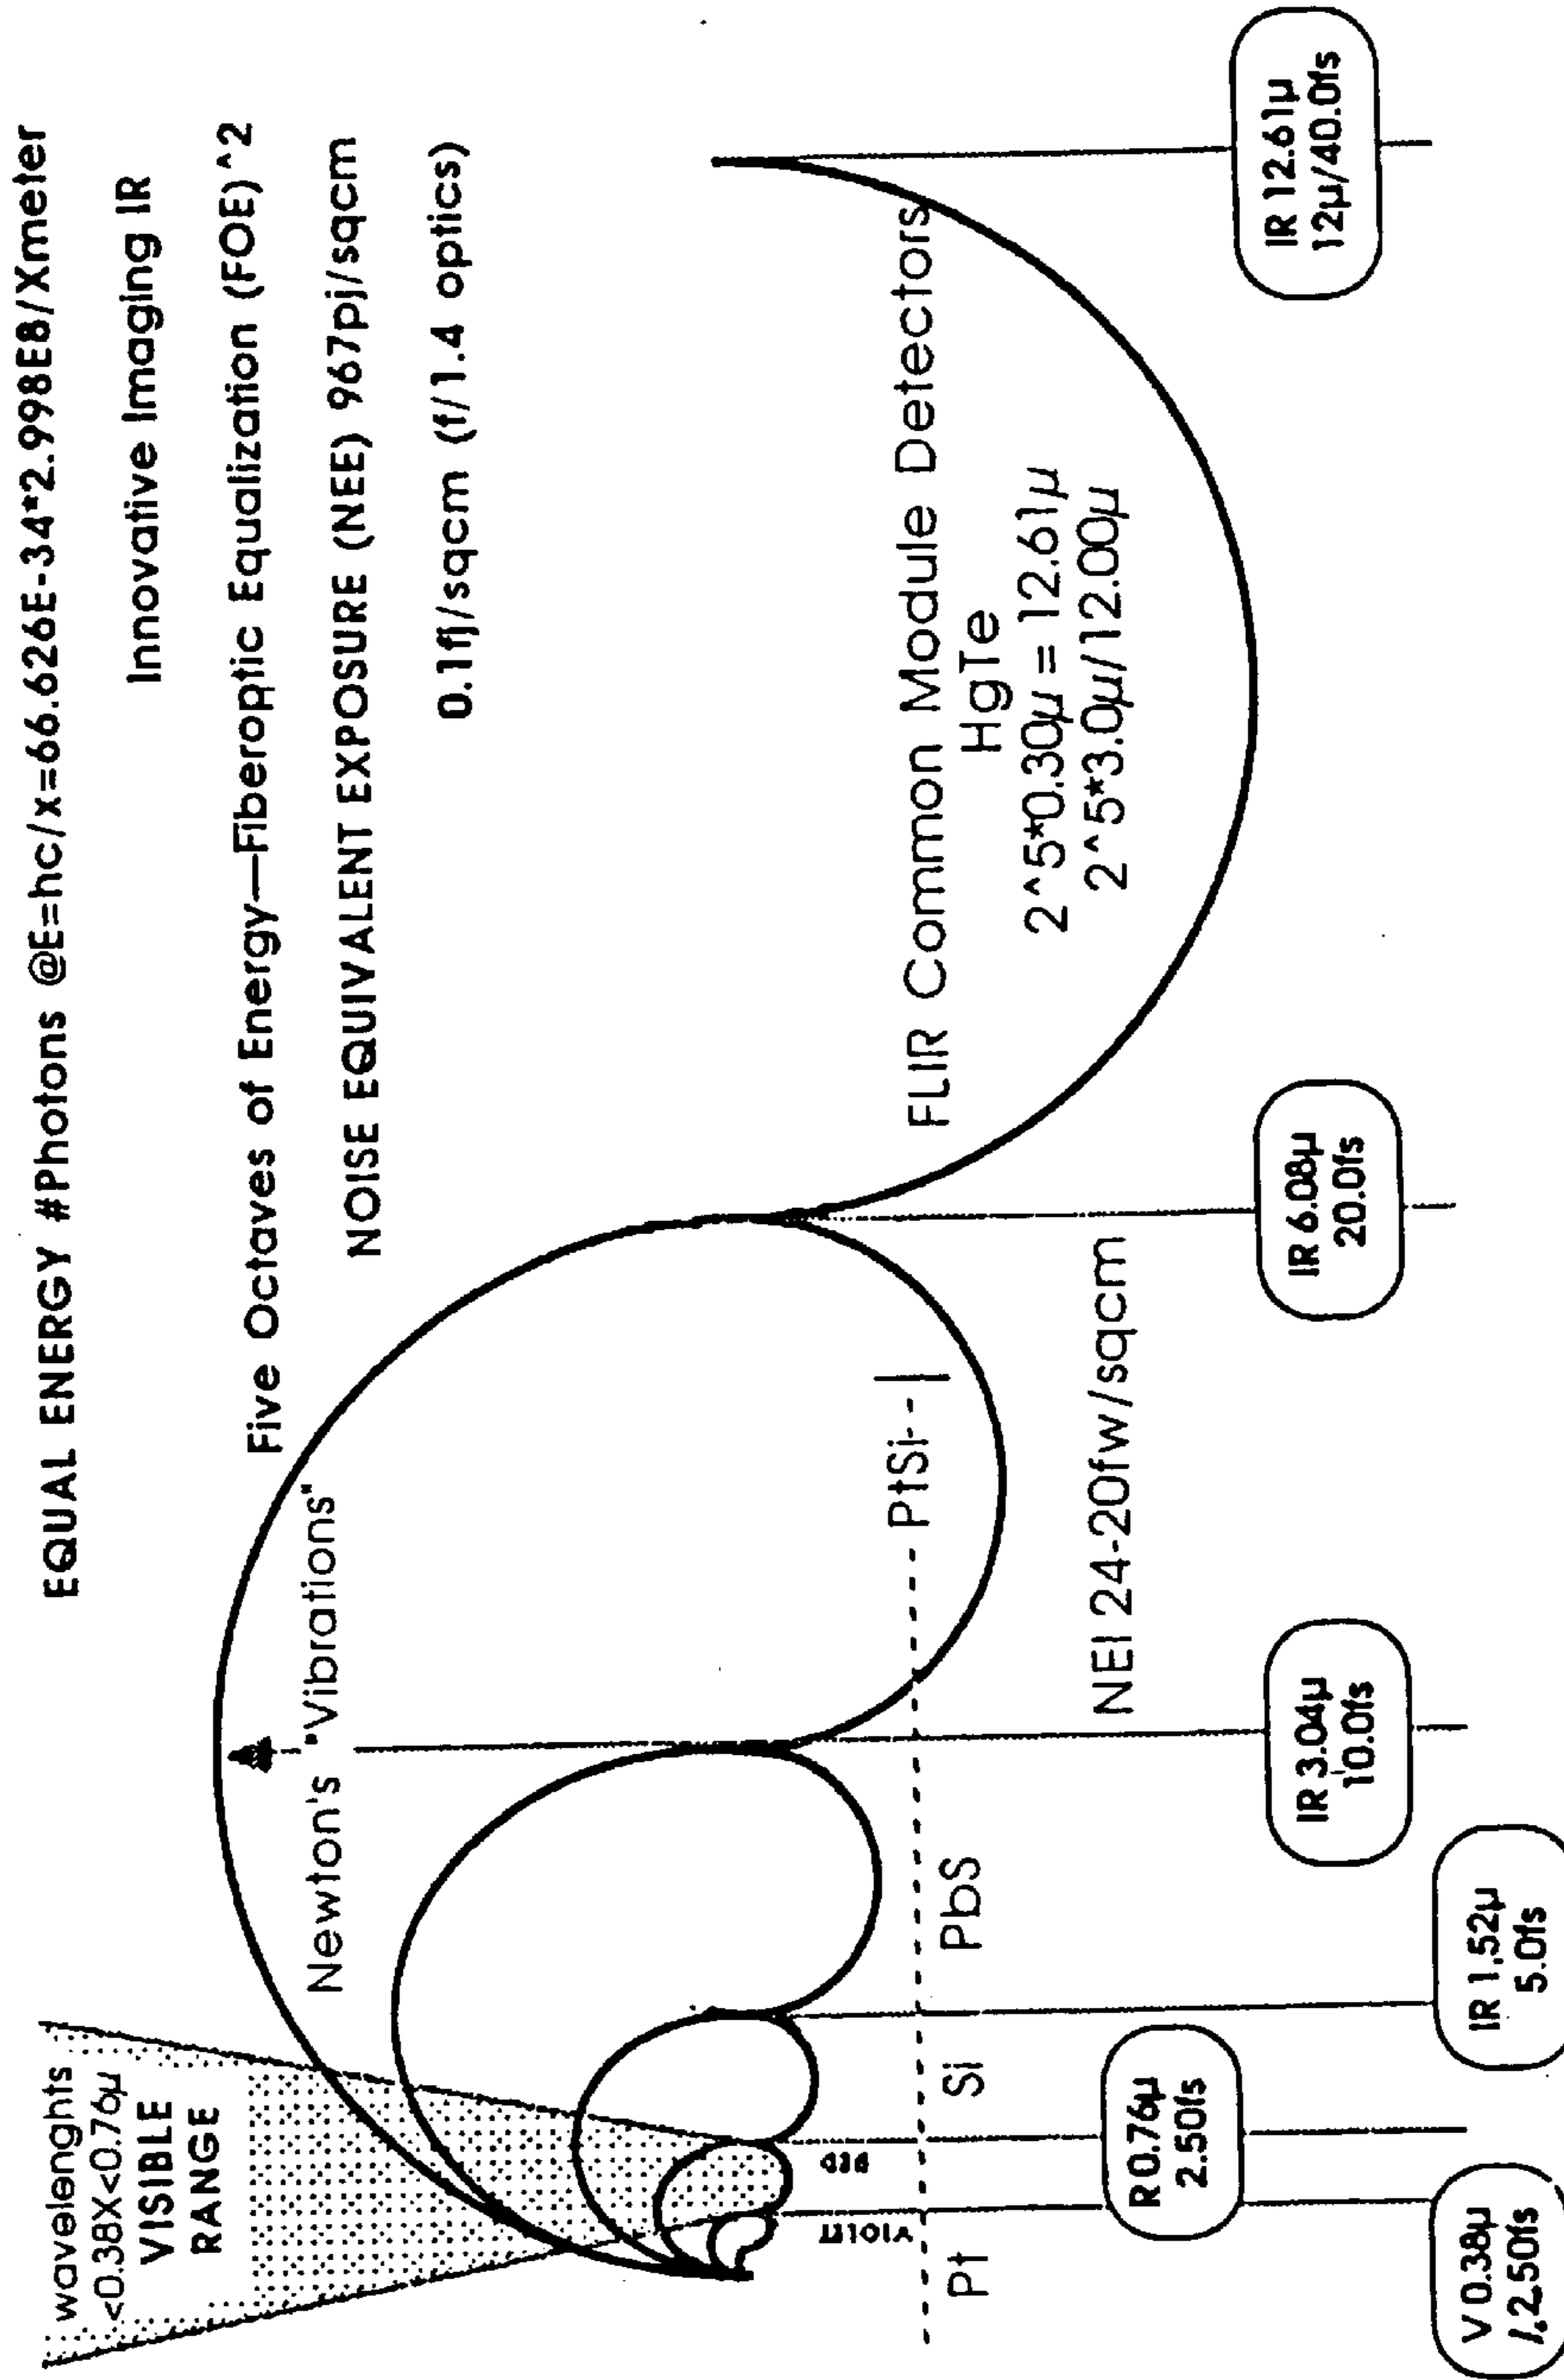 EQUAL ENERGY #Photons @E=hc/x=66.626E-34*2.998E8/Xmeter
Innovative Imaging IR
Five Octaves of Energy—Fiberoptic Equalization (FOE)^2
NOISE EQUIVALENT EXPOSURE (NEE) 967pj/sqcm
0.1fj/sqcm (f/1.4 optics)
wavelenghts
<0.38X<0.76µ
VISIBLE
RANGE
Newton's "Vibrations"
VIOLET
RED
Pt
Si
PbS
PtSi
FLIR Common Module Detectors
HgTe
2^5*0.30µ = 12.61µ
2^5*3.0µ/12.00µ
NEI 24-20fw/sqcm
V 0.38µ
1.2.50fs
R 0.76µ
2.50fs
IR 1.52µ
5.0fs
IR 3.04µ
10.0fs
IR 6.08µ
20.0fs
IR 12.61µ
12µ/40.0fs